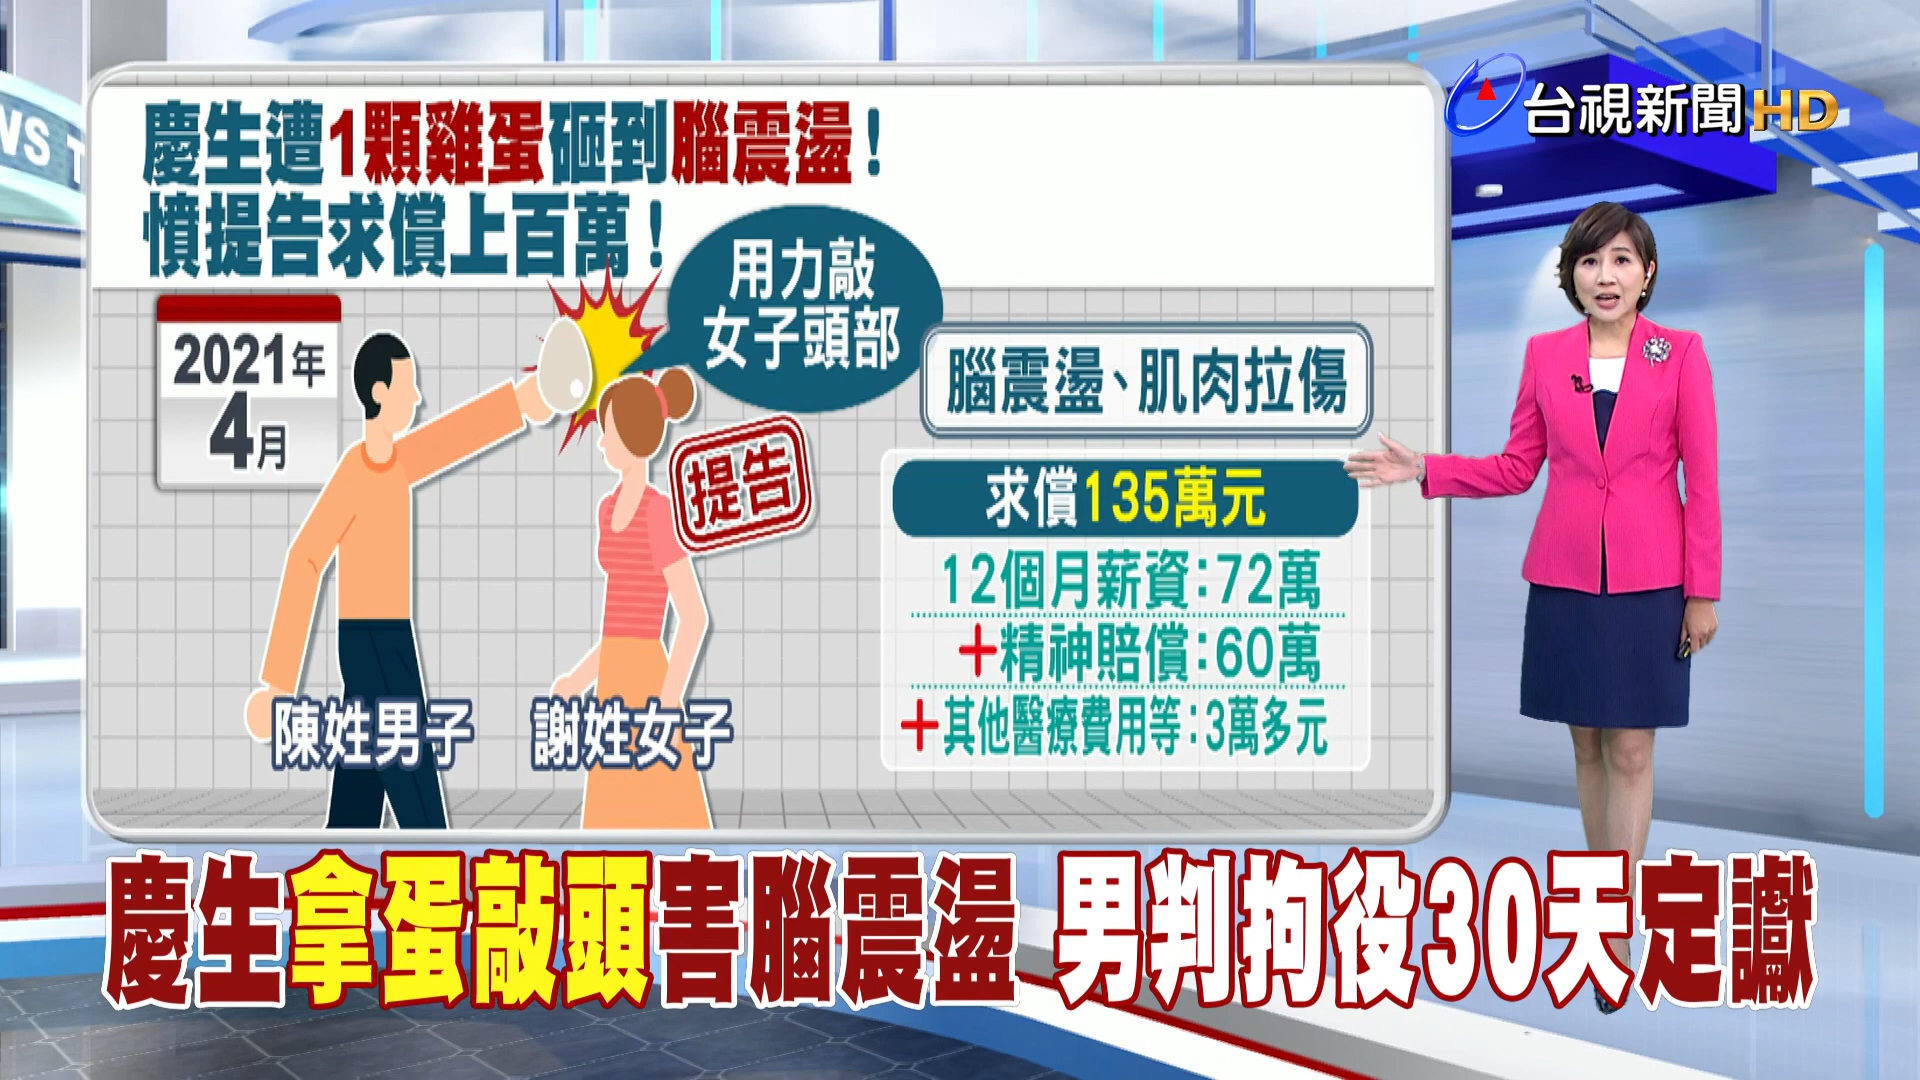 VS T
台視新聞HD
慶生遭1顆雞蛋砸到腦震盪！
憤提告求償上百萬！
用力敲
女子頭部
2021年
4月
提告
腦震盪、肌肉拉傷
求償135萬元
12個月薪資：72萬
＋精神賠償：60萬
＋其他醫療費用等：3萬多元
陳姓男子
謝姓女子
慶生拿蛋敲頭害腦震盪 男判拘役30天定讞